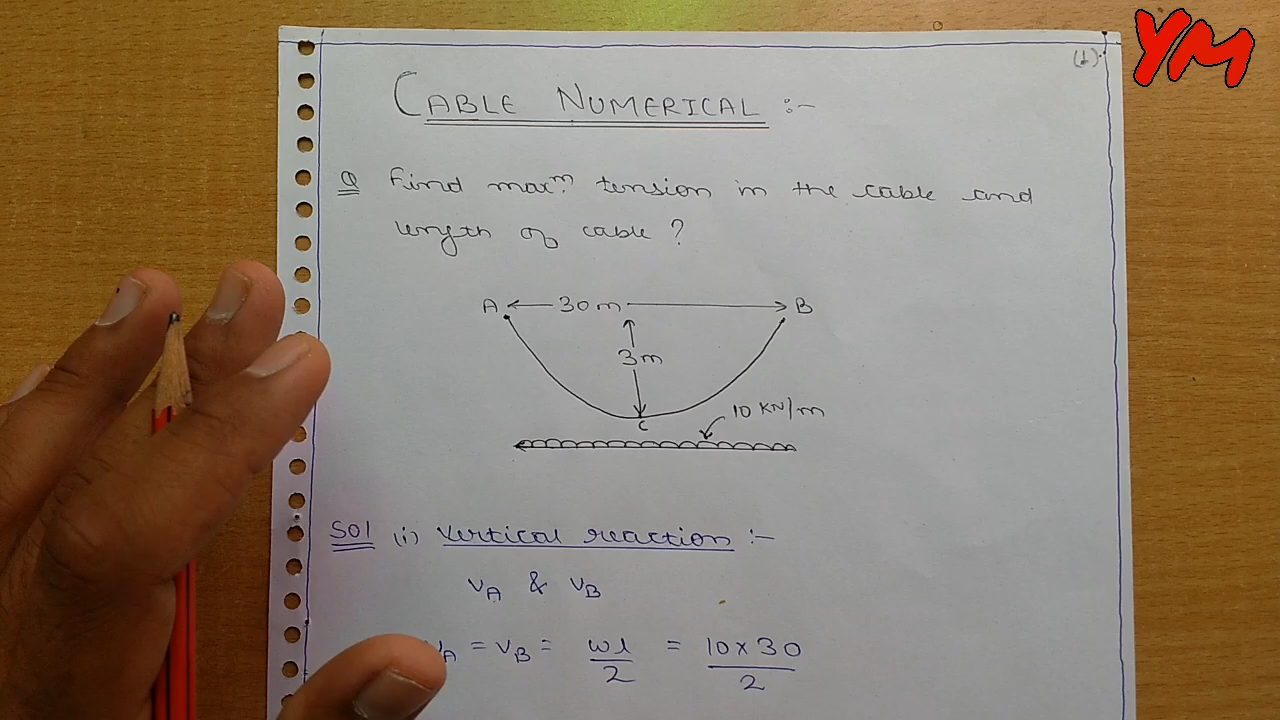 YM
(1).
CABLE NUMERICAL :-
Q Find maxᵐ. tension in the cable and
length of cable ?
A 30 m B
3m
C
10 KN/m
Sol (i) Vertical reaction :-
VA & VB
VA = VB = wl/2 = 10 x 30/2